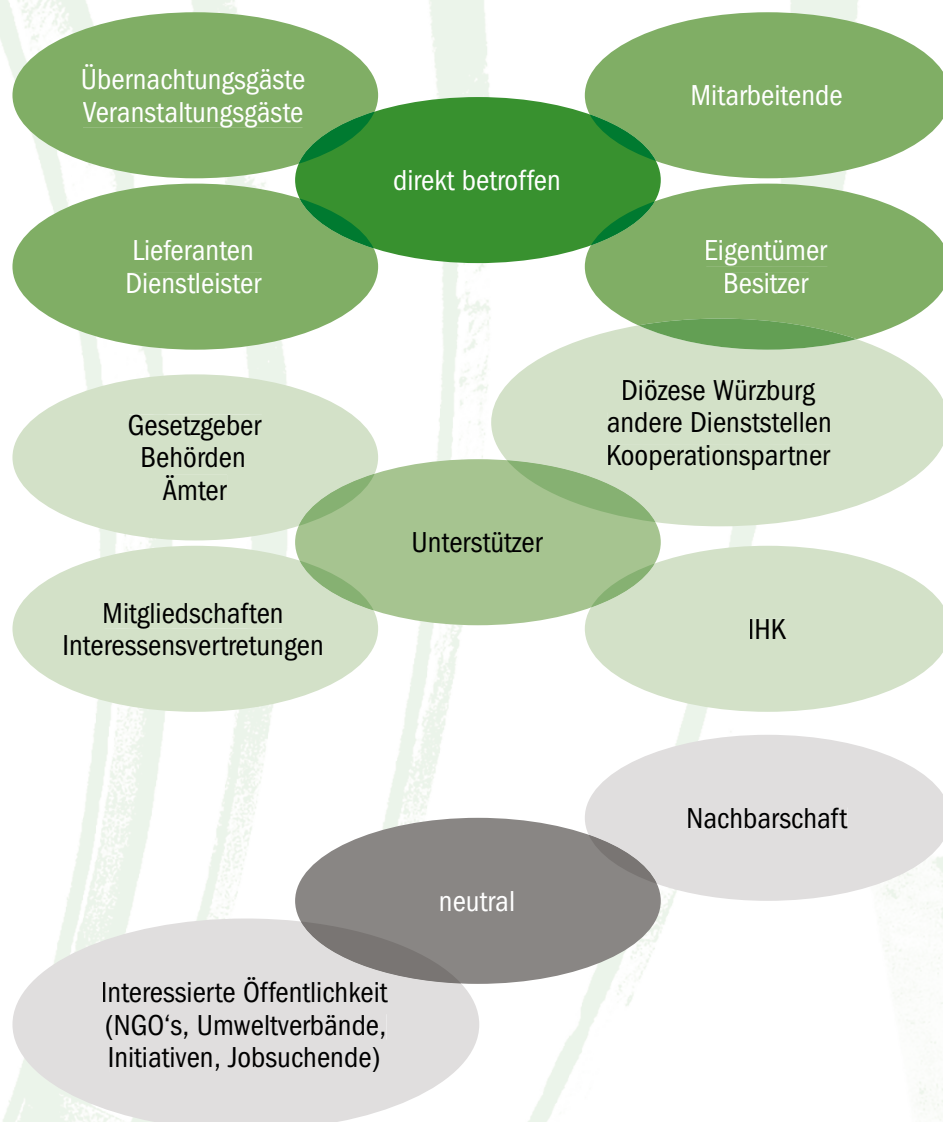 Übernachtungsgäste
Veranstaltungsgäste
Mitarbeitende
direkt betroffen
Lieferanten
Dienstleister
Eigentümer
Besitzer
Diözese Würzburg
andere Dienststellen
Kooperationspartner
Gesetzgeber
Behörden
Ämter
Unterstützer
Mitgliedschaften
Interessensvertretungen
IHK
Nachbarschaft
neutral
Interessierte Öffentlichkeit
(NGO‘s, Umweltverbände,
Initiativen, Jobsuchende)